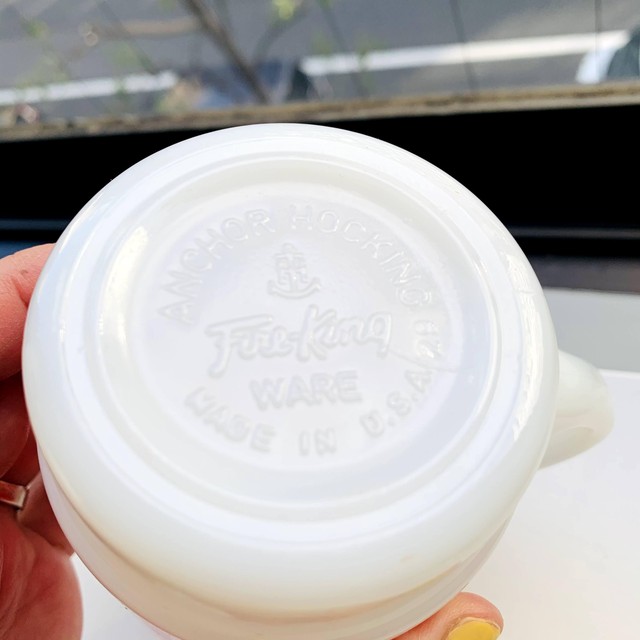 ANCHOR HOCKING
Fire-King
WARE
MADE IN U.S.A.